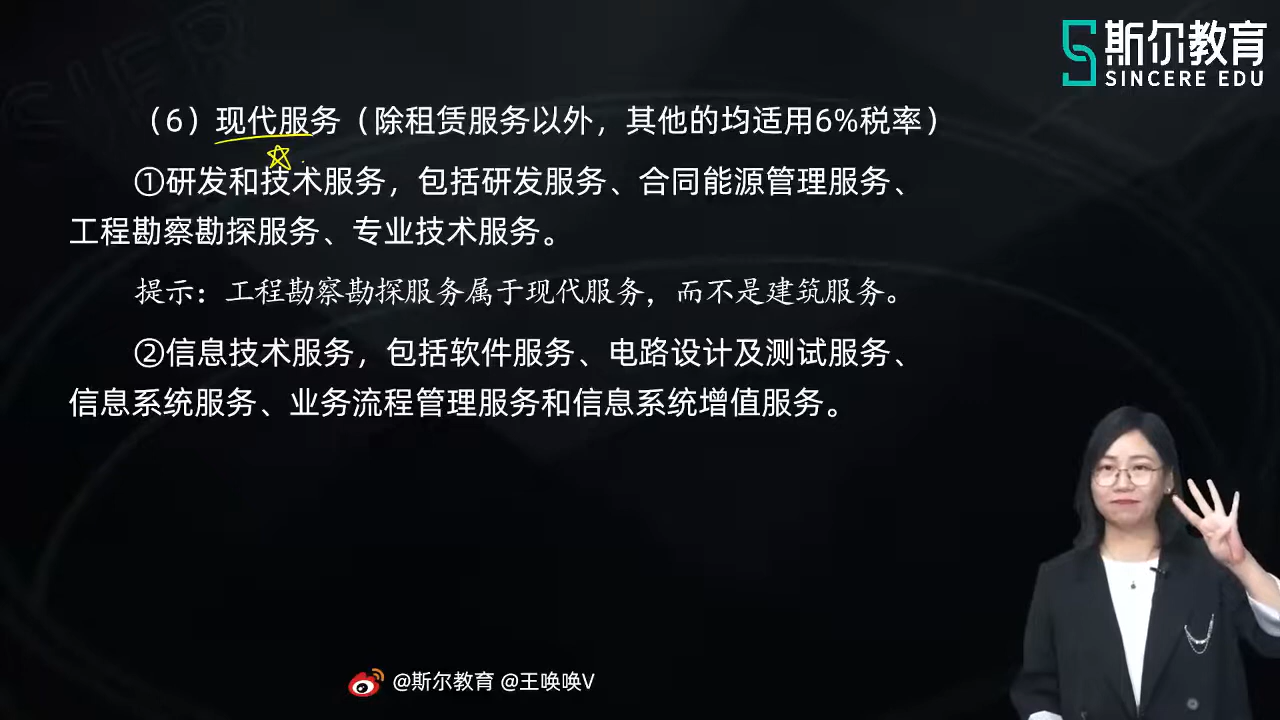 斯尔教育
SINCERE EDU
（6）现代服务（除租赁服务以外，其他的均适用6%税率）
①研发和技术服务，包括研发服务、合同能源管理服务、
工程勘察勘探服务、专业技术服务。
提示：工程勘察勘探服务属于现代服务，而不是建筑服务。
②信息技术服务，包括软件服务、电路设计及测试服务、
信息系统服务、业务流程管理服务和信息系统增值服务。
@斯尔教育 @王唤唤V